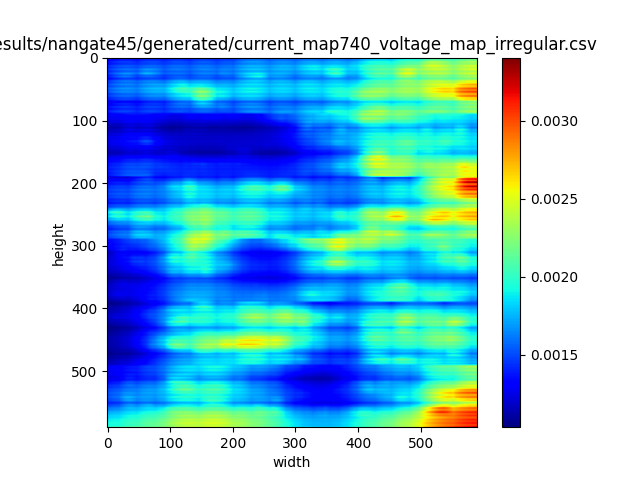 esults/nangate45/generated/current_map740_voltage_map_irregular.csv
0
100
200
300
400
500
height
0 100 200 300 400 500
width
0.0030
0.0025
0.0020
0.0015